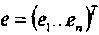 e = (e₁ .. eₙ)ᵀ